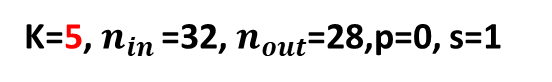 K=5, n_in =32, n_out=28,p=0, s=1